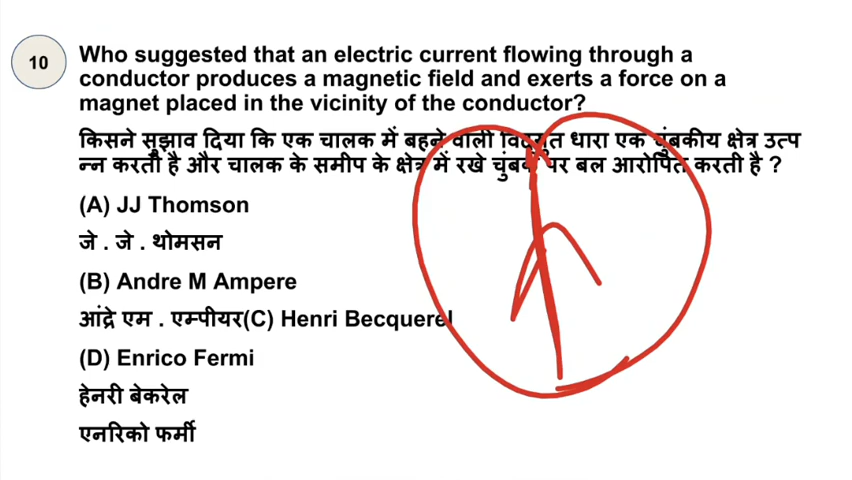 10
Who suggested that an electric current flowing through a
conductor produces a magnetic field and exerts a force on a
magnet placed in the vicinity of the conductor?
किसने सुझाव दिया कि एक चालक में बहने वाली विद्युत धारा एक चुंबकीय क्षेत्र उत्प
न्न करती है और चालक के समीप के क्षेत्र में रखे चुंबक पर बल आरोपित करती है ?
(A) JJ Thomson
जे . जे . थोमसन
(B) Andre M Ampere
आंद्रे एम . एम्पीयर(C) Henri Becquerel
(D) Enrico Fermi
हेनरी बेकरेल
एनरिको फर्मी